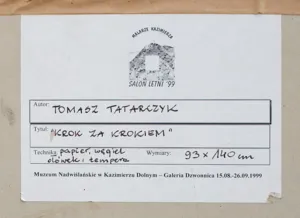 MALARZE KAZIMIERZA
SALON LETNI '99
Autor: TOMASZ TATARCZYK
Tytuł: "KROK ZA KROKIEM"
Technika: papier, węgiel Wymiary: 93 x 140 cm
ołówek i tempera
Muzeum Nadwiślańskie w Kazimierzu Dolnym – Galeria Dzwonnica 15.08.-26.09.1999